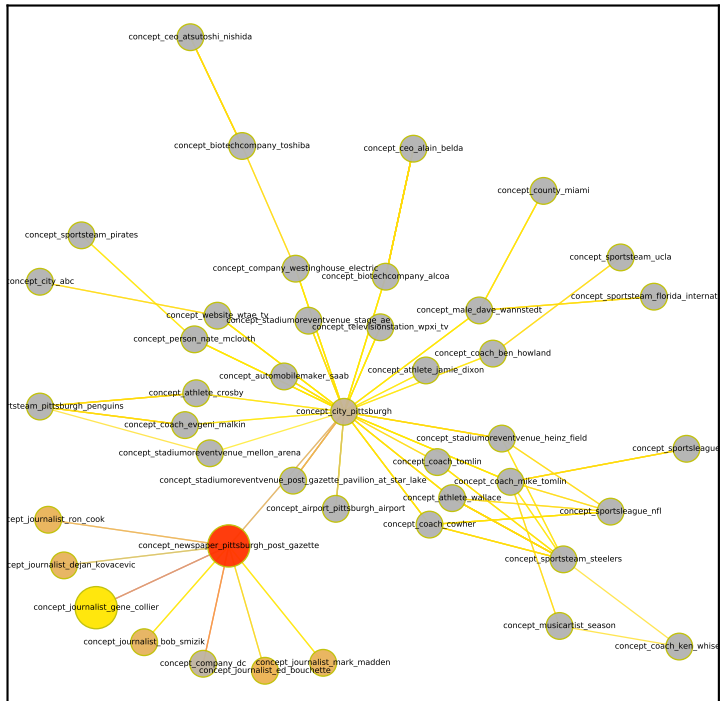 concept_ceo_atsutoshi_nishida
concept_biotechcompany_toshiba
concept_ceo_alain_belda
concept_county_miami
concept_sportsteam_pirates
concept_sportsteam_ucla
concept_company_westinghouse_electric
concept_biotechcompany_alcoa
concept_city_abc
concept_sportsteam_florida_internat
concept_male_dave_wannstedt
concept_website_wtae_tv
concept_stadiumoreventvenue_stage_ae
concept_televisionstation_wpxi_tv
concept_person_nate_mclouth
concept_coach_ben_howland
concept_athlete_jamie_dixon
concept_automobilemaker_saab
concept_athlete_crosby
rtsteam_pittsburgh_penguins
concept_city_pittsburgh
concept_coach_evgeni_malkin
concept_stadiumoreventvenue_heinz_field
concept_sportsleague
concept_stadiumoreventvenue_mellon_arena
concept_coach_tomlin
concept_stadiumoreventvenue_post_gazette_pavilion_at_star_lake
concept_coach_mike_tomlin
concept_athlete_wallace
concept_airport_pittsburgh_airport
concept_sportsleague_nfl
cept_journalist_ron_cook
concept_coach_cowher
concept_newspaper_pittsburgh_post_gazette
concept_sportsteam_steelers
cept_journalist_dejan_kovacevic
concept_journalist_gene_collier
concept_musicartist_season
concept_journalist_bob_smizik
concept_coach_ken_whise
concept_company_dc
concept_journalist_mark_madden
concept_journalist_ed_bouchette